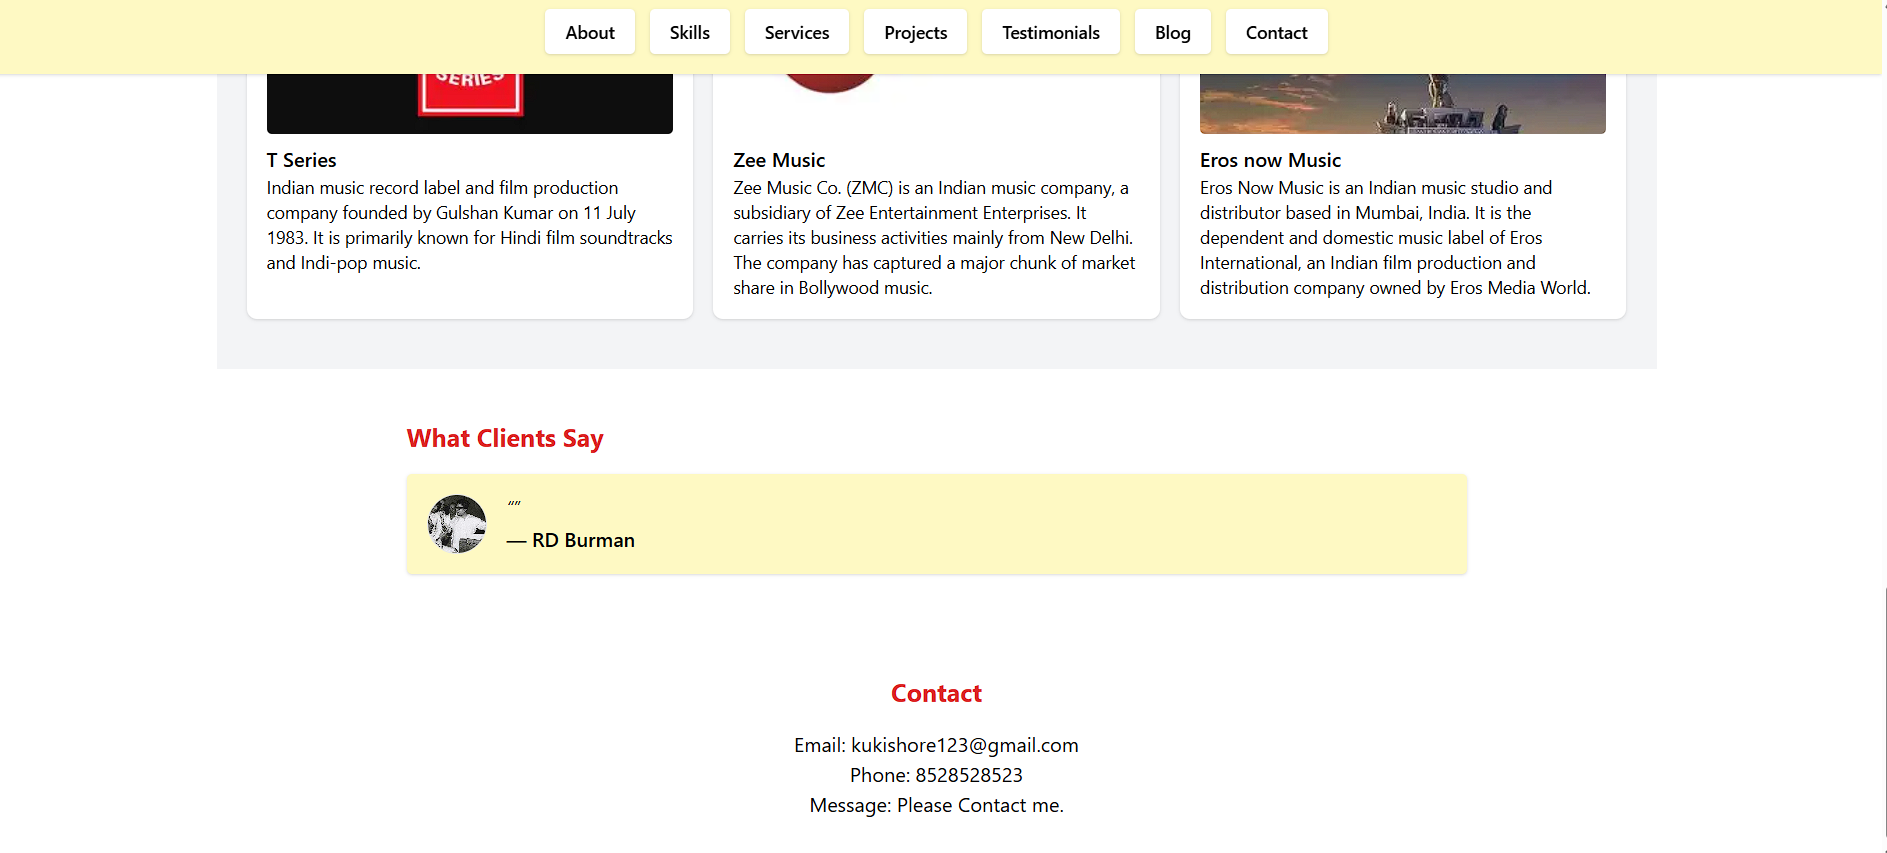 About Skills Services Projects Testimonials Blog Contact
SERIES
T Series
Indian music record label and film production
company founded by Gulshan Kumar on 11 July
1983. It is primarily known for Hindi film soundtracks
and Indi-pop music.
Zee Music
Zee Music Co. (ZMC) is an Indian music company, a
subsidiary of Zee Entertainment Enterprises. It
carries its business activities mainly from New Delhi.
The company has captured a major chunk of market
share in Bollywood music.
Eros now Music
Eros Now Music is an Indian music studio and
distributor based in Mumbai, India. It is the
dependent and domestic music label of Eros
International, an Indian film production and
distribution company owned by Eros Media World.
What Clients Say
“”
— RD Burman
Contact
Email: kukishore123@gmail.com
Phone: 8528528523
Message: Please Contact me.